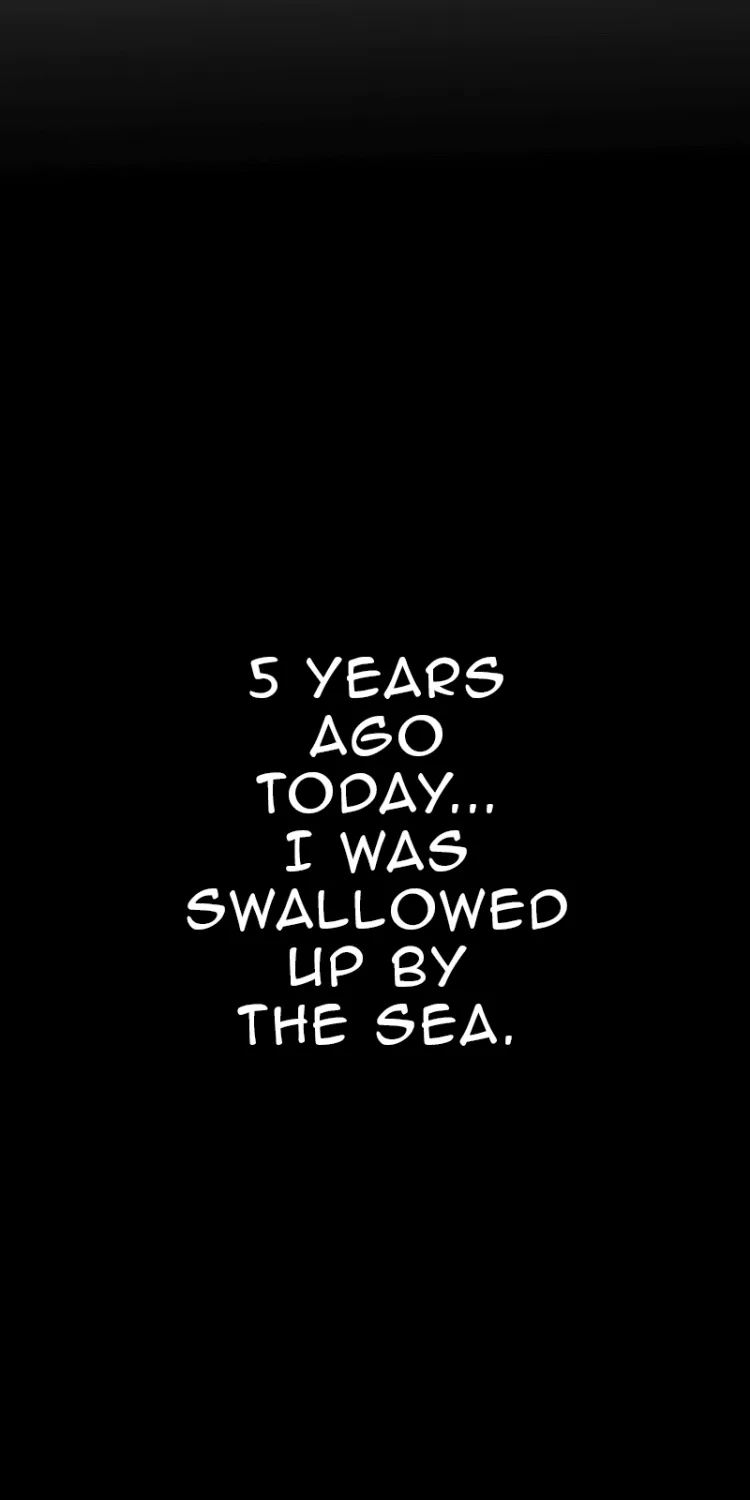 5 YEARS
AGO
TODAY...
I WAS
SWALLOWED
UP BY
THE SEA.